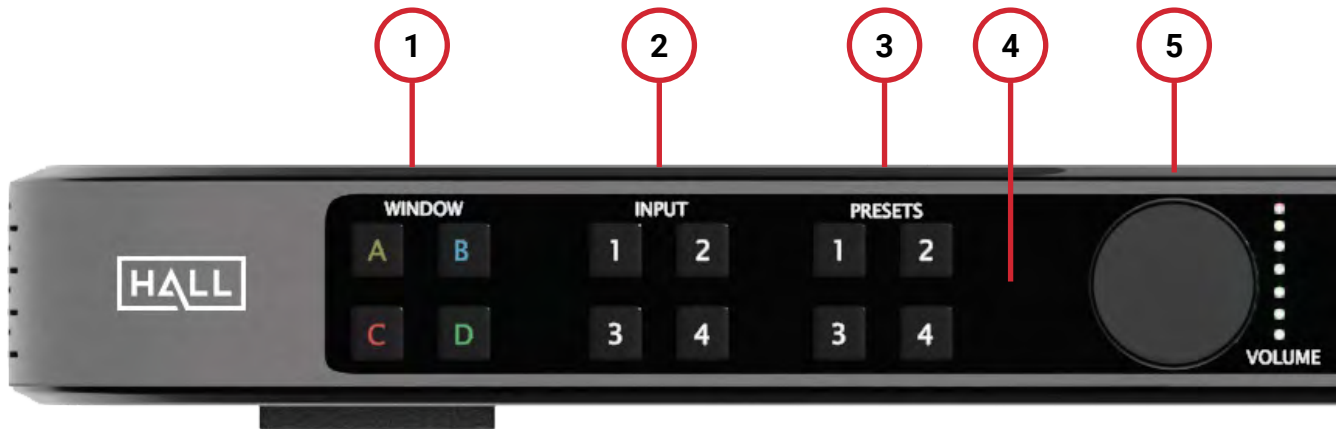 1 2 3 4 5
WINDOW INPUT PRESETS
A B 1 2 1 2
HALL
C D 3 4 3 4
VOLUME